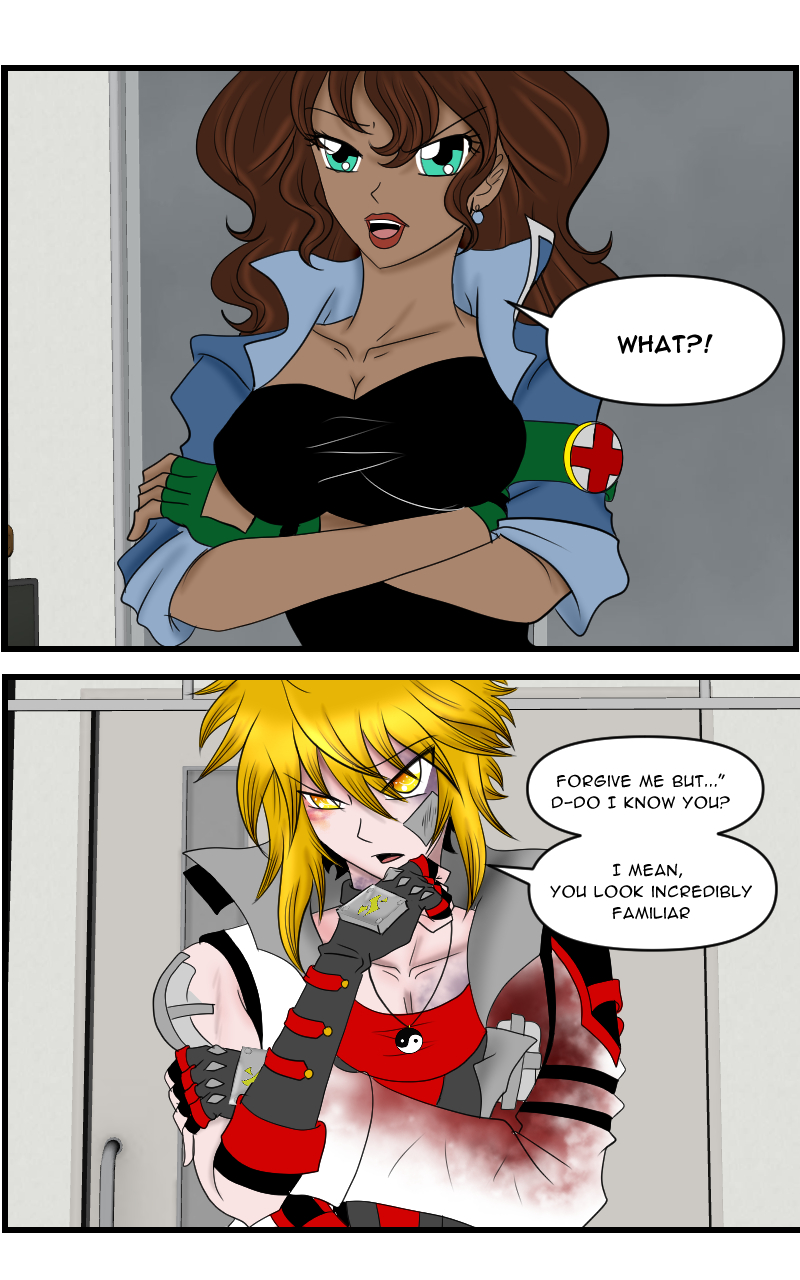 WHAT?!
FORGIVE ME BUT..."
D-DO I KNOW YOU?
I MEAN,
YOU LOOK INCREDIBLY
FAMILIAR